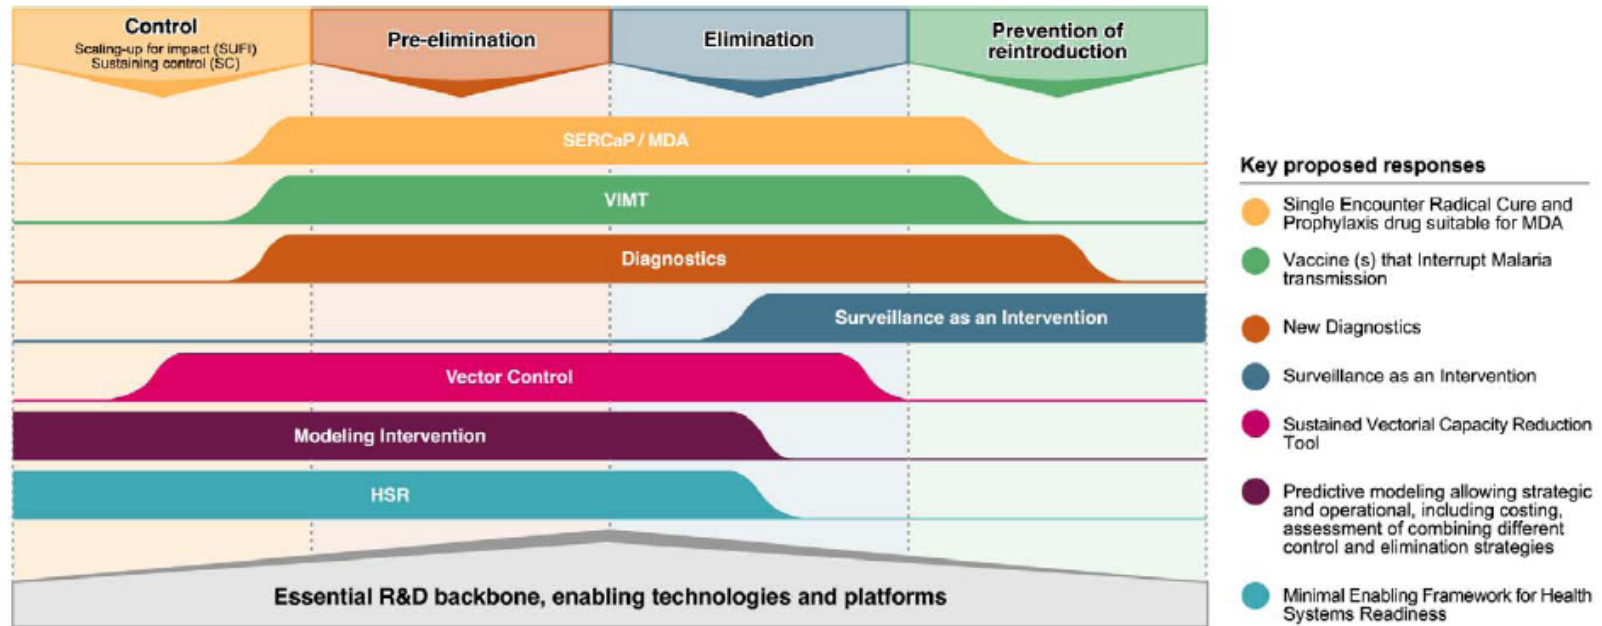 Control
Scaling-up for impact (SUFI)
Sustaining control (SC)
Pre-elimination
Elimination
Prevention of
reintroduction
SERCaP / MDA
VIMT
Diagnostics
Surveillance as an Intervention
Vector Control
Modeling Intervention
HSR
Essential R&D backbone, enabling technologies and platforms
Key proposed responses
Single Encounter Radical Cure and
Prophylaxis drug suitable for MDA
Vaccine (s) that Interrupt Malaria
transmission
New Diagnostics
Surveillance as an Intervention
Sustained Vectorial Capacity Reduction
Tool
Predictive modeling allowing strategic
and operational, including costing,
assessment of combining different
control and elimination strategies
Minimal Enabling Framework for Health
Systems Readiness